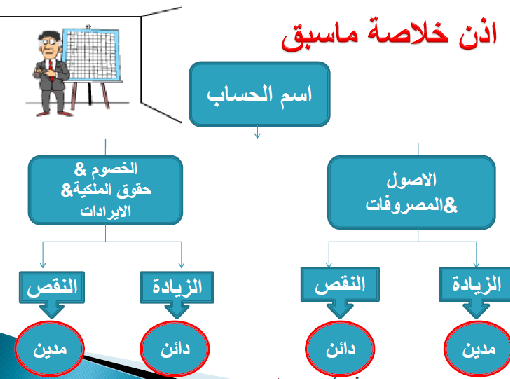 اذن خلاصة ماسبق
اسم الحساب
الاصول
&المصروفات
الخصوم &
حقوق الملكية&
الايرادات
الزيادة
النقص
الزيادة
النقص
مدين
دائن
دائن
مدين